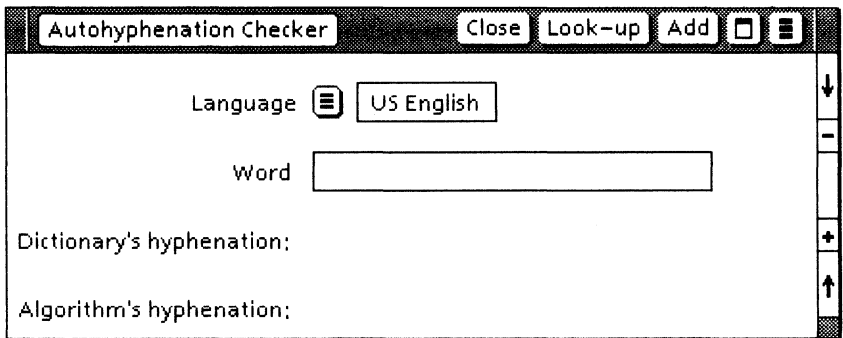 Autohyphenation Checker Close Look-up Add
Language US English
Word
Dictionary's hyphenation:
Algorithm's hyphenation: